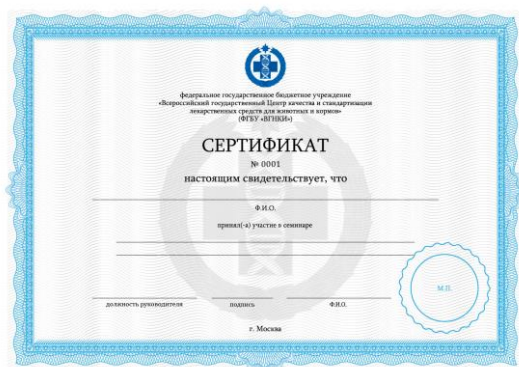 федеральное государственное бюджетное учреждение
«Всероссийский государственный Центр качества и стандартизации
лекарственных средств для животных и кормов»
(ФГБУ «ВГНКИ»)
СЕРТИФИКАТ
№ 0001
настоящим свидетельствует, что
Ф.И.О.
принял(-а) участие в семинаре
М.П.
должность руководителя подпись Ф.И.О.
г. Москва